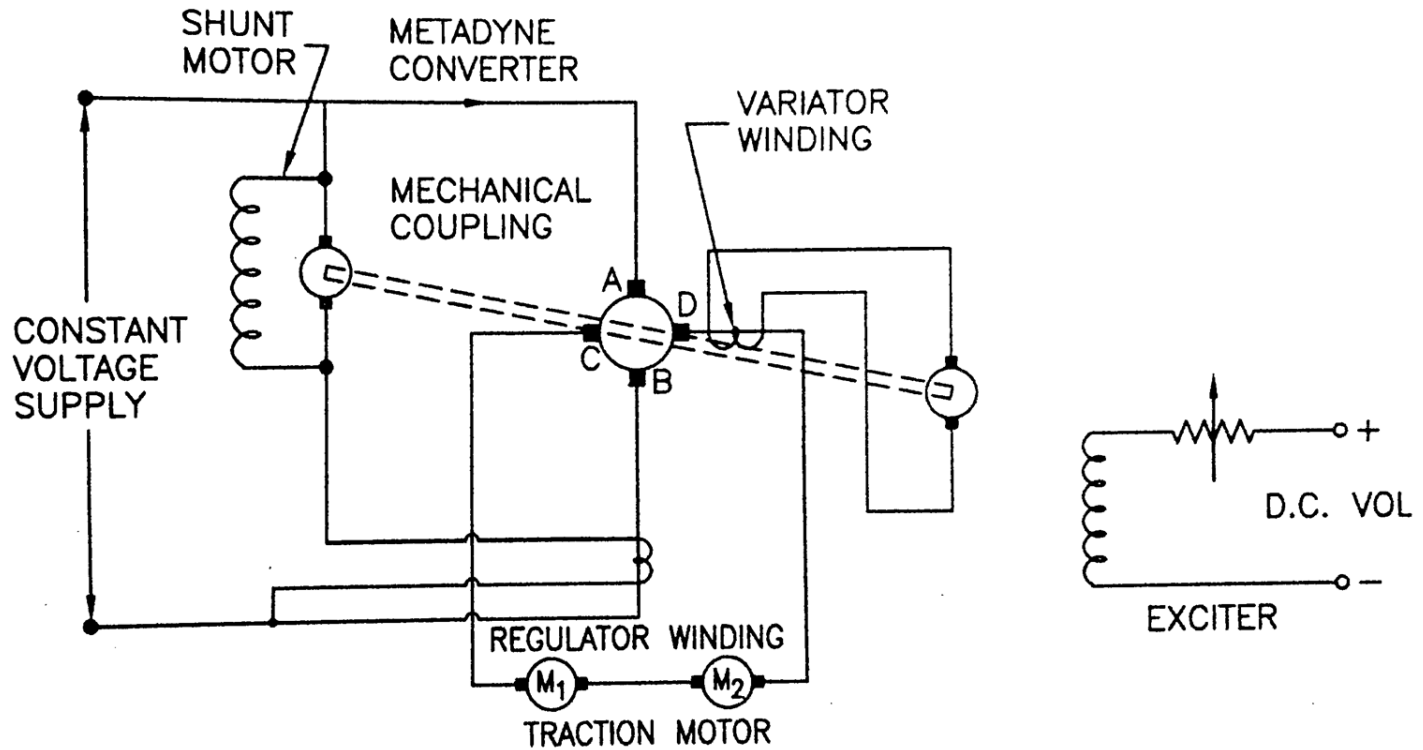 SHUNT
MOTOR
METADYNE
CONVERTER
VARIATOR
WINDING
MECHANICAL
COUPLING
A
D
C
B
CONSTANT
VOLTAGE
SUPPLY
+
D.C. VOL
−
EXCITER
REGULATOR WINDING
M₁
M₂
TRACTION MOTOR